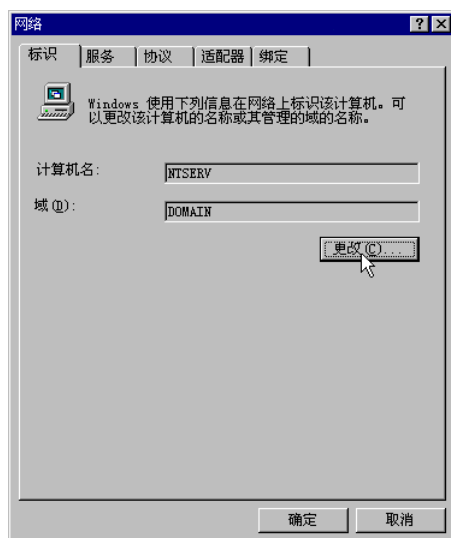 网络
标识 服务 协议 适配器 绑定
Windows 使用下列信息在网络上标识该计算机。可
以更改该计算机的名称或其管理的域的名称。
计算机名: NTSERV
域(D): DOMAIN
更改(C)...
确定 取消